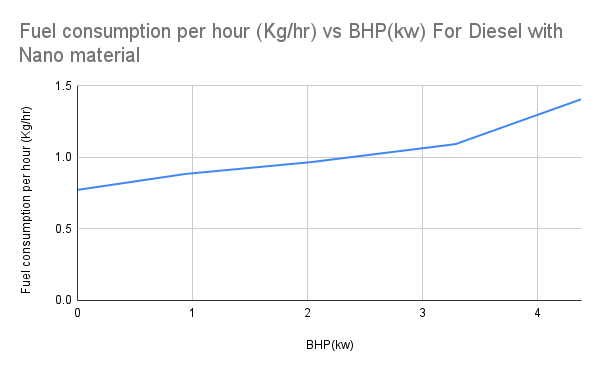 Fuel consumption per hour (Kg/hr) vs BHP(kw) For Diesel with
Nano material
Fuel consumption per hour (Kg/hr)
1.5
1.0
0.5
0.0
0
1
2
3
4
BHP(kw)